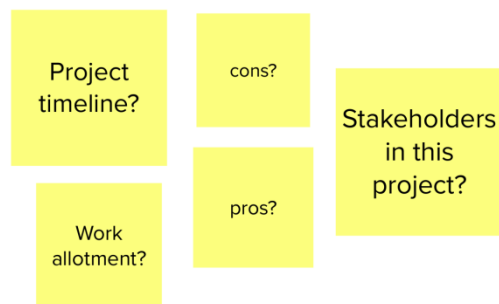 Project
timeline?
cons?
Stakeholders
in this
project?
pros?
Work
allotment?